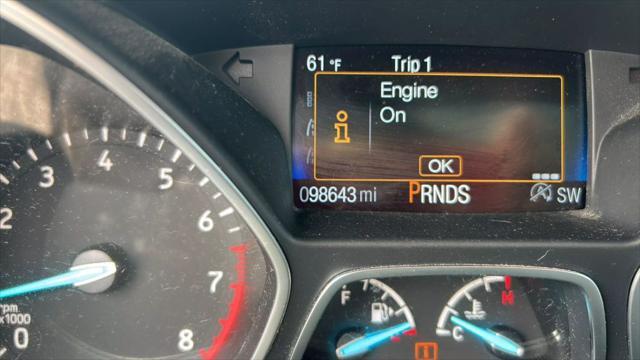 61°F Trip 1
Engine
On
i
OK
098643 mi PRNDS SW
2 3 4 5 6 7 8
0
rpm
x1000
F
C H